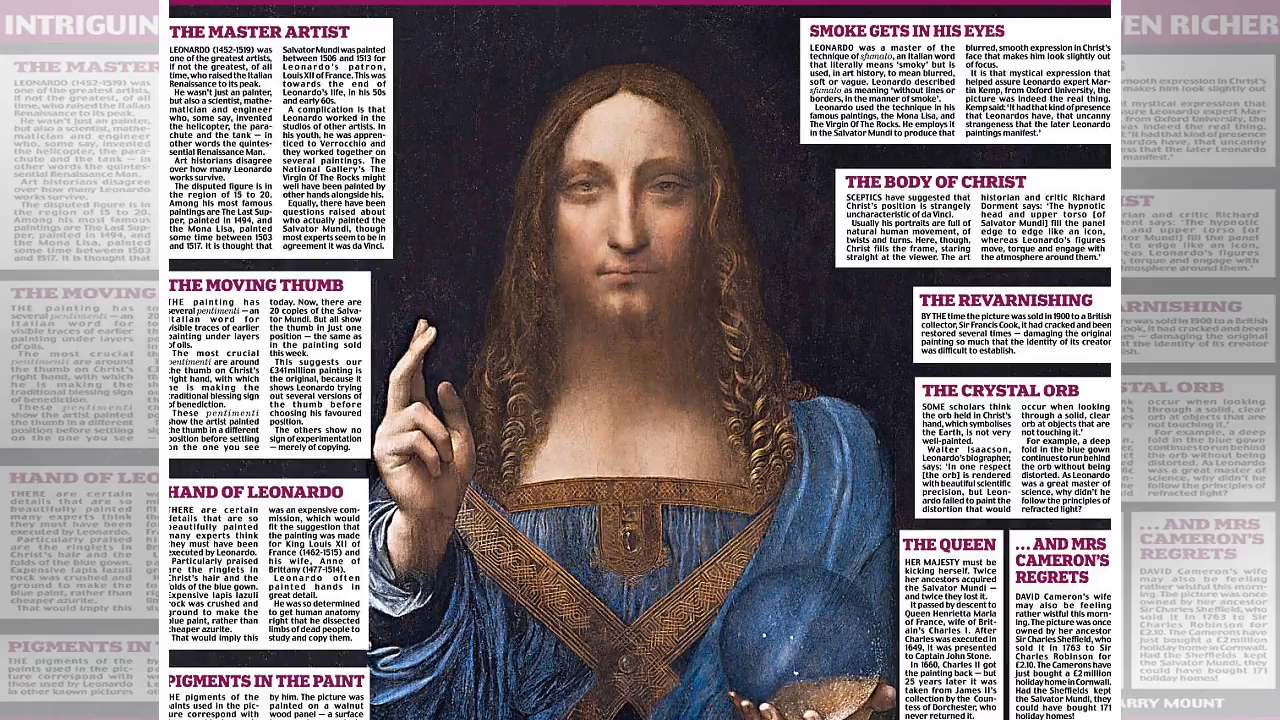 INTRIGUIN
THE MASTER ARTIST
LEONARDO (1452-1519) was
one of the greatest artists,
if not the greatest, of all
time, who raised the Italian
Renaissance to its peak.
He wasn't just an painter,
but also a scientist, mathe-
matician and engineer
who, some say, invented
the helicopter, the para-
chute and the tank — in
other words the quintes-
sential Renaissance Man.
Art historians disagree
over how many Leonardo
works survive.
The disputed figure is in
the region of 15 to 20.
Among his most famous
paintings are The Last Sup-
per, painted in 1494, and
the Mona Lisa, painted
some time between 1503
and 1517. It is thought that
Salvator Mundi was painted
between 1506 and 1513 for
Leonardo's patron,
Louis XII of France. This was
towards the end of
Leonardo's life, in his 50s
and early 60s.
A complication is that
Leonardo worked in the
studios of other artists. In
his youth, he was appren-
ticed to Verrocchio and
they worked together on
several paintings. The
National Gallery's The
Virgin Of The Rocks might
well have been painted by
others alongside his.
Equally, there have been
questions raised about
who actually painted the
Salvator Mundi, though
most experts seem to be in
agreement it was da Vinci.
THE MOVING THUMB
THE painting has
several pentimenti — an
Italian word for
visible traces of earlier
painting under layers
of oils.
The most crucial
pentimenti are around
the thumb on Christ's
right hand, with which
he is making the
traditional blessing sign
of benediction.
These pentimenti
show the artist painted
the thumb in a different
position before setting
on the one you see
today. Now, there are
20 copies of the Salva-
tor Mundi. But all show
the thumb in just one
position — the same as
in the painting sold
this week.
This suggests our
£341million painting is
the original, because it
shows Leonardo trying
out several versions of
the thumb before
choosing his favoured
position.
The others show no
sign of experimentation
— merely of copying.
HAND OF LEONARDO
THERE are certain
details that are so
beautifully painted
many experts think
they must have been
executed by Leonardo.
Particularly praised
are the ringlets in
Christ's hair and the
folds of the blue gown.
Expensive lapis lazuli
rock was crushed and
ground to make the
blue paint, rather than
cheaper azurite.
That would imply this
was an expensive com-
mission, which would
fit the suggestion that
the painting was made
for King Louis XII of
France (1462-1515) and
his wife, Anne of
Brittany (1477-1514).
Leonardo often
painted hands in
great detail.
He was so determined
to get human anatomy
right that he dissected
limbs of dead people to
study and copy them.
PIGMENTS IN THE PAINT
THE pigments of the
paints used in the pic-
ture correspond with
those used by Leonardo
in other known pictures
by him. The picture was
painted on a walnut
wood panel — a surface
EN RICHER
SMOKE GETS IN HIS EYES
LEONARDO was a master of the
technique of sfumato, an Italian word
that literally means 'smoky' but is
used, in art history, to mean blurred,
soft or vague. Leonardo described
sfumato as meaning 'without lines or
borders, in the manner of smoke'.
Leonardo used the technique in his
famous paintings, the Mona Lisa, and
The Virgin Of The Rocks. He employs it
in the Salvator Mundi to produce that
blurred, smooth expression in Christ's
face that makes him look slightly out
of focus.
It is that mystical expression that
helped assure Leonardo expert Mar-
tin Kemp, from Oxford University, the
picture was indeed the real thing.
Kemp said: 'It had that kind of presence
that Leonardos have, that uncanny
strangeness that the later Leonardo
paintings manifest.'
THE BODY OF CHRIST
SCEPTICS have suggested that
Christ's position is strangely
uncharacteristic of da Vinci.
Usually his portraits are full of
natural human movement, of
twists and turns. Here, though,
Christ fills the frame, staring
straight at the viewer. The art
historian and critic Richard
Dorment says: 'The hypnotic
head and upper torso [of
Salvator Mundi] fill the panel
edge to edge like an icon,
whereas Leonardo's figures
move, torque and engage with
the atmosphere around them.'
THE REVARNISHING
BY THE time the picture was sold in 1900 to a British
collector, Sir Francis Cook, it had cracked and been
restored several times — damaging the original
painting so much that the identity of its creator
was difficult to establish.
THE CRYSTAL ORB
SOME scholars think
the orb held in Christ's
hand, which symbolises
the Earth, is not very
well-painted.
Walter Isaacson,
Leonardo's biographer,
says: 'In one respect
[the orb] is rendered
with beautiful scientific
precision, but Leon-
ardo failed to paint the
distortion that would
occur when looking
through a solid, clear
orb at objects that are
not touching it.'
For example, a deep
fold in the blue gown
continues to run behind
the orb without being
distorted. As Leonardo
was a great master of
science, why didn't he
follow the principles of
refracted light?
THE QUEEN
HER MAJESTY must be
kicking herself. Twice
her ancestors acquired
the Salvator Mundi —
and twice they lost it.
It passed by descent to
Queen Henrietta Maria
of France, wife of Brit-
ain's Charles I. After
Charles was executed in
1649, it was presented
to Captain John Stone.
In 1660, Charles II got
the painting back — but
25 years later it was
taken from James II's
collection by the Coun-
tess of Dorchester, who
never returned it.
... AND MRS
CAMERON'S
REGRETS
DAVID Cameron's wife
may also be feeling
rather wistful this morn-
ing. The picture was once
owned by her ancestor
Sir Charles Sheffield, who
sold it in 1763 to Sir
Charles Robinson for
£2.10. The Camerons have
just bought a £2million
holiday home in Cornwall.
Had the Sheffields kept
the Salvator Mundi, they
could have bought 171
holiday homes!
ARRY MOUNT